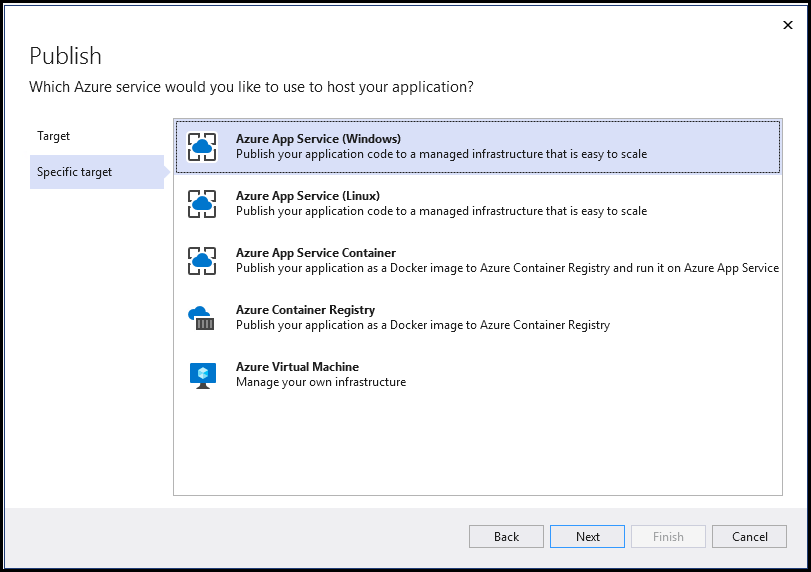 Publish
Which Azure service would you like to use to host your application?
Target
Specific target
Azure App Service (Windows)
Publish your application code to a managed infrastructure that is easy to scale
Azure App Service (Linux)
Publish your application code to a managed infrastructure that is easy to scale
Azure App Service Container
Publish your application as a Docker image to Azure Container Registry and run it on Azure App Service
Azure Container Registry
Publish your application as a Docker image to Azure Container Registry
Azure Virtual Machine
Manage your own infrastructure
Back
Next
Finish
Cancel